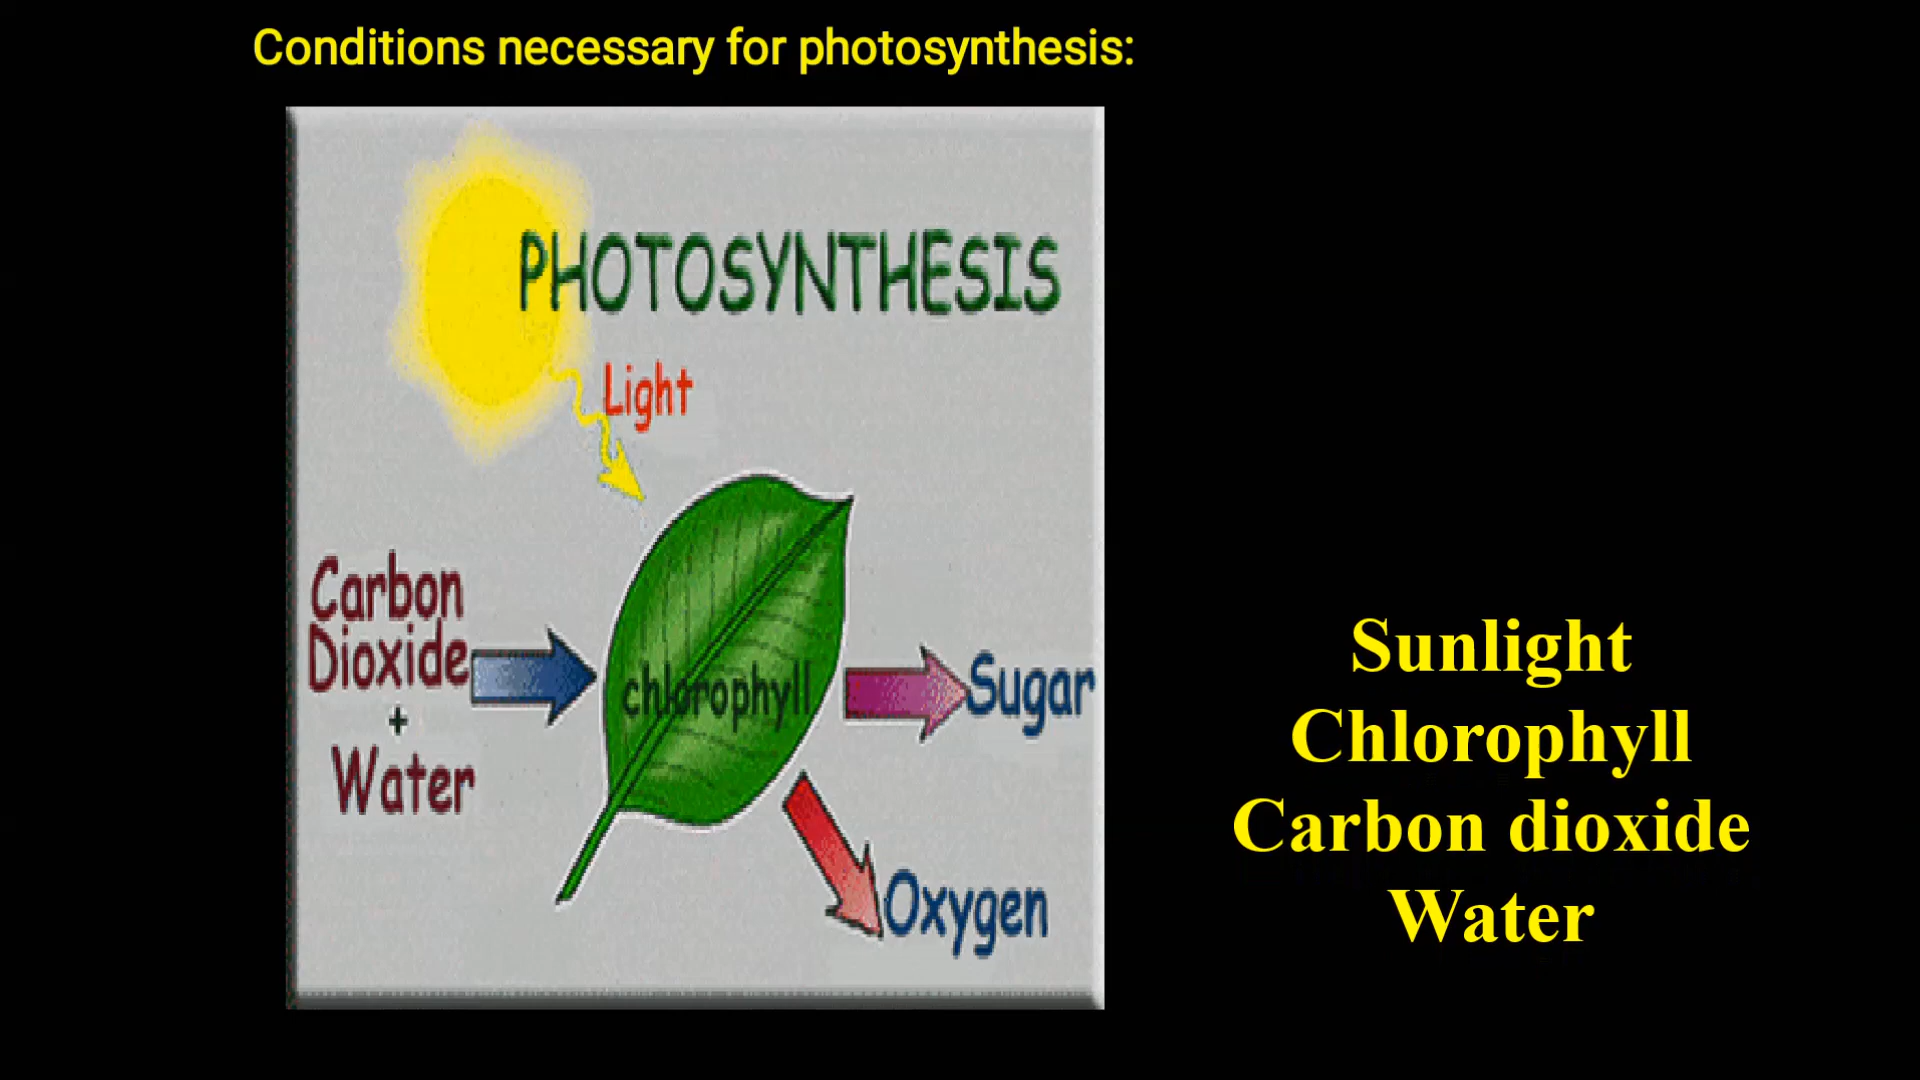 Conditions necessary for photosynthesis:
PHOTOSYNTHESIS
Light
Carbon
Dioxide
+
Water
chlorophyll
Sugar
Oxygen
Sunlight
Chlorophyll
Carbon dioxide
Water